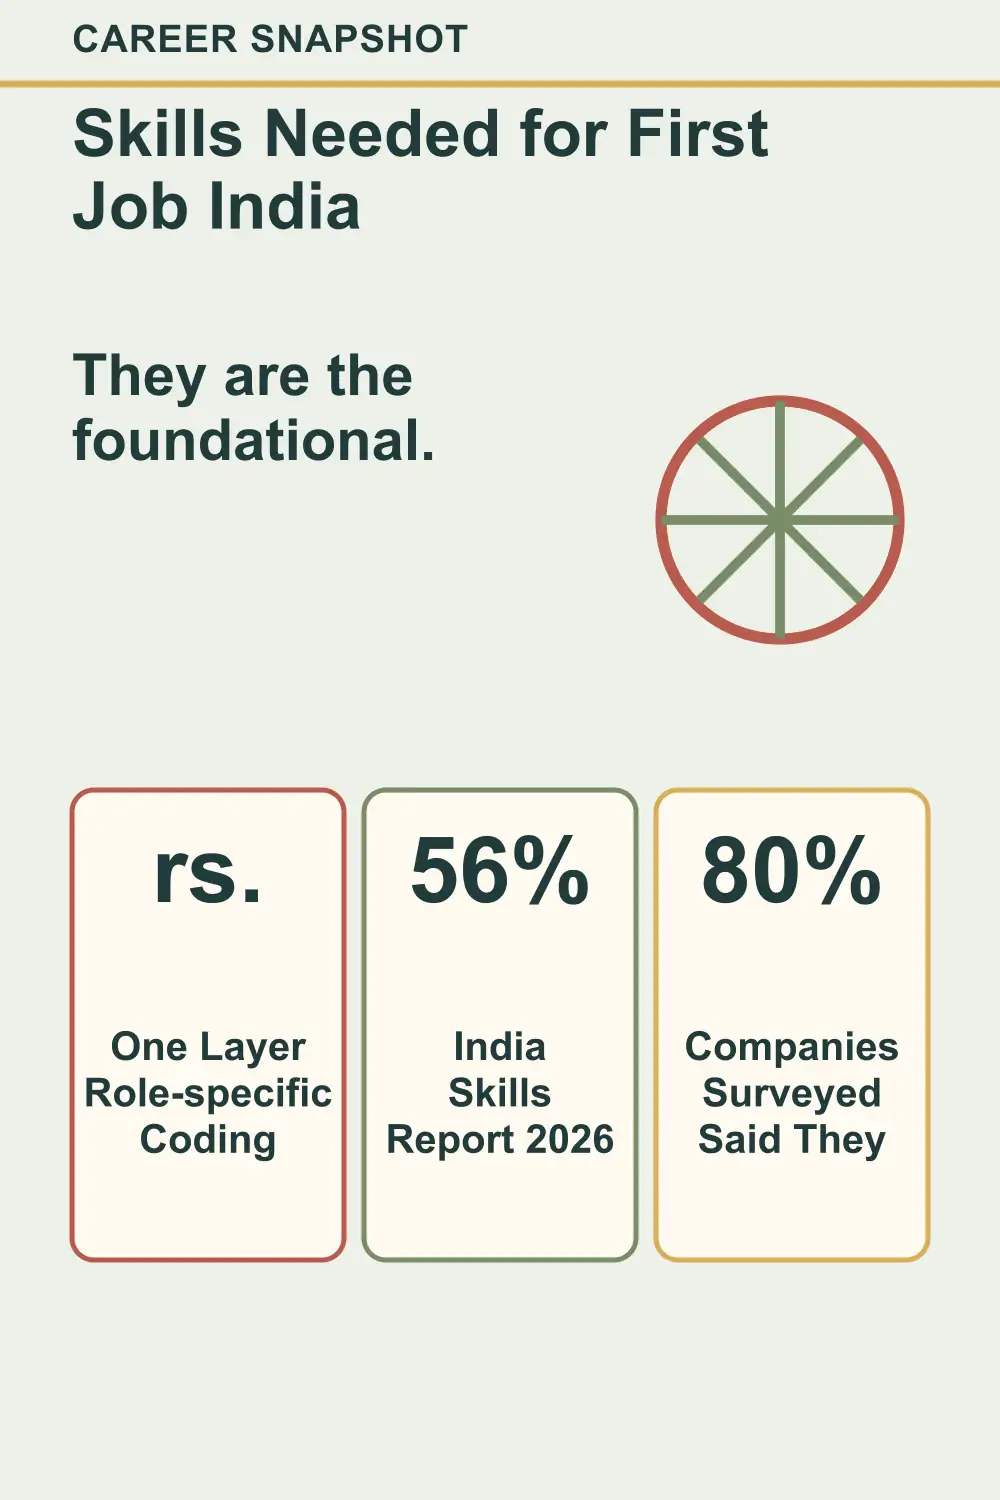 CAREER SNAPSHOT
Skills Needed for First
Job India
They are the
foundational.
rs.
One Layer
Role-specific
Coding
56%
India
Skills
Report 2026
80%
Companies
Surveyed
Said They